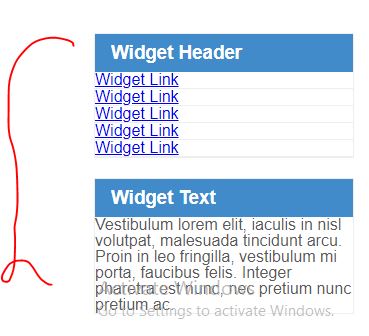 Widget Header
Widget Link
Widget Link
Widget Link
Widget Link
Widget Link
Widget Text
Vestibulum lorem elit, iaculis in nisl
volutpat, malesuada tincidunt arcu.
Proin in leo fringilla, vestibulum mi
porta, faucibus felis. Integer
pharetra est nunc, nec pretium nunc
pretium ac.
Activate Windows
Go to Settings to activate Windows.